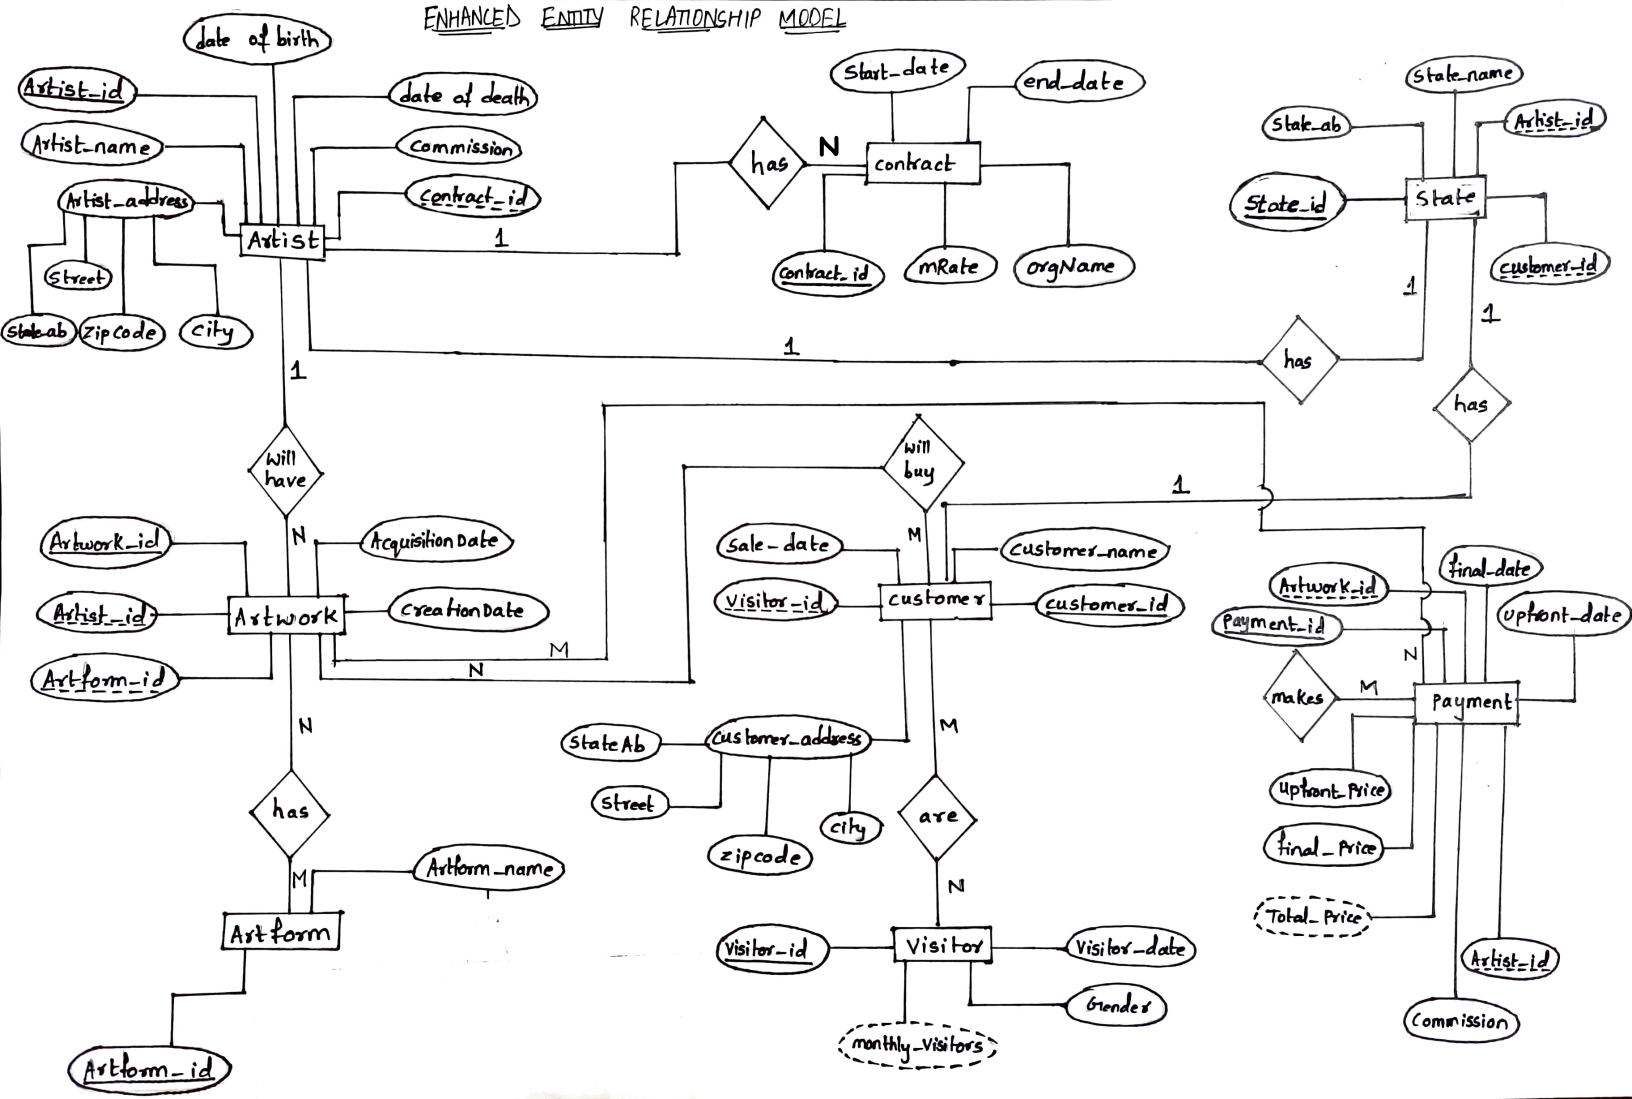 ENHANCED ENTITY RELATIONSHIP MODEL
date of birth
Artist_id
date of death
Artist_name
Commission
Artist_address
Contract_id
Artist
Street
State_ab
Zipcode
City
1
has
N
Start_date
end_date
contract
Contract_id
mRate
orgName
State_name
State_ab
Artist_id
State_id
State
customer_id
1
1
1
has
has
1
will
have
N
Artwork_id
Acquisition Date
Artist_id
Artwork
Creation Date
Artform_id
M
N
N
has
M
Artform_name
Artform
Artform_id
will
buy
M
1
Sale_date
Customer_name
Visitor_id
customer
customer_id
StateAb
Customer_address
Street
zipcode
city
M
are
N
Visitor_id
Visitor
Visitor_date
Gender
monthly_Visitors
final_date
Artwork_id
upfront_date
Payment_id
N
makes
M
Payment
Upfront_Price
final_Price
Total_Price
Artist_id
Commission